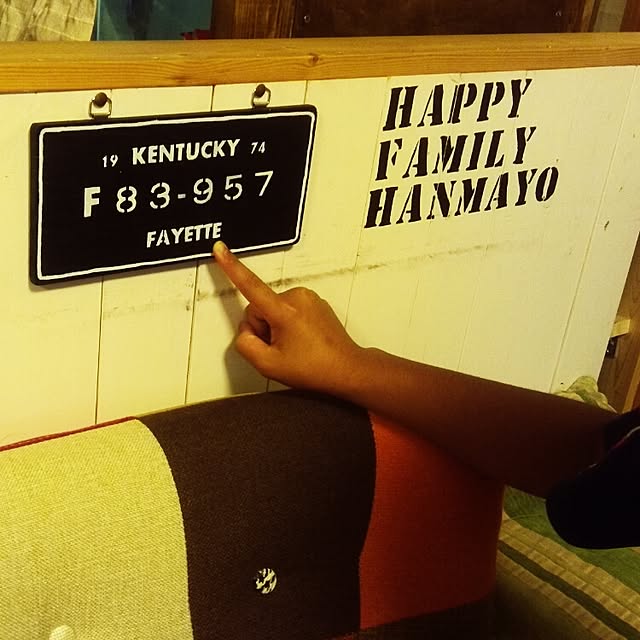 19 KENTUCKY 74
F 83-957
FAYETTE
HAPPY
FAMILY
HANMAYO